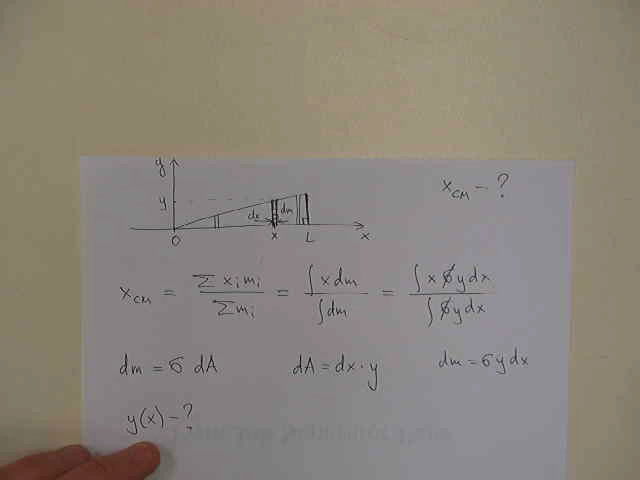 y
x_CM - ?
y
dx dm
0 x L x
x_CM = Σ x_i m_i / Σ m_i = ∫ x dm / ∫ dm = ∫ x σ y dx / ∫ σ y dx
dm = σ dA dA = dx · y dm = σ y dx
y(x) - ?